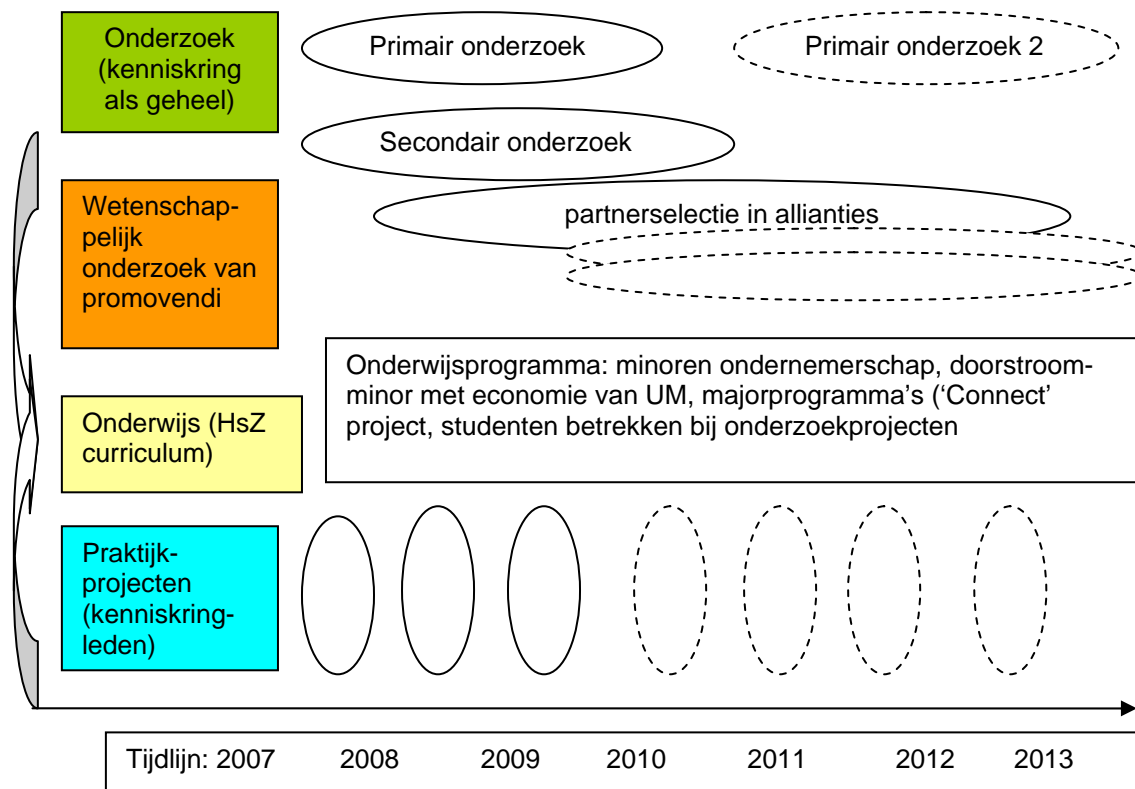 Onderzoek
(kenniskring
als geheel)
Primair onderzoek
Primair onderzoek 2
Secondair onderzoek
Wetenschap-
pelijk
onderzoek van
promovendi
partnerselectie in allianties
Onderwijsprogramma: minoren ondernemerschap, doorstroom-
minor met economie van UM, majorprogramma’s (‘Connect’
project, studenten betrekken bij onderzoekprojecten
Onderwijs (HsZ
curriculum)
Praktijk-
projecten
(kenniskring-
leden)
Tijdlijn: 2007 2008 2009 2010 2011 2012 2013